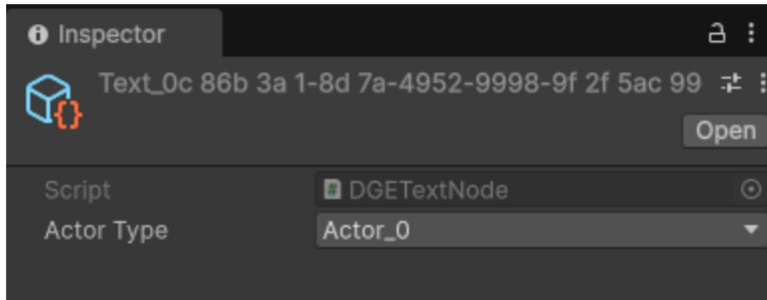 Inspector
Text_0c 86b 3a 1-8d 7a-4952-9998-9f 2f 5ac 99
Open
Script DGETextNode
Actor Type Actor_0